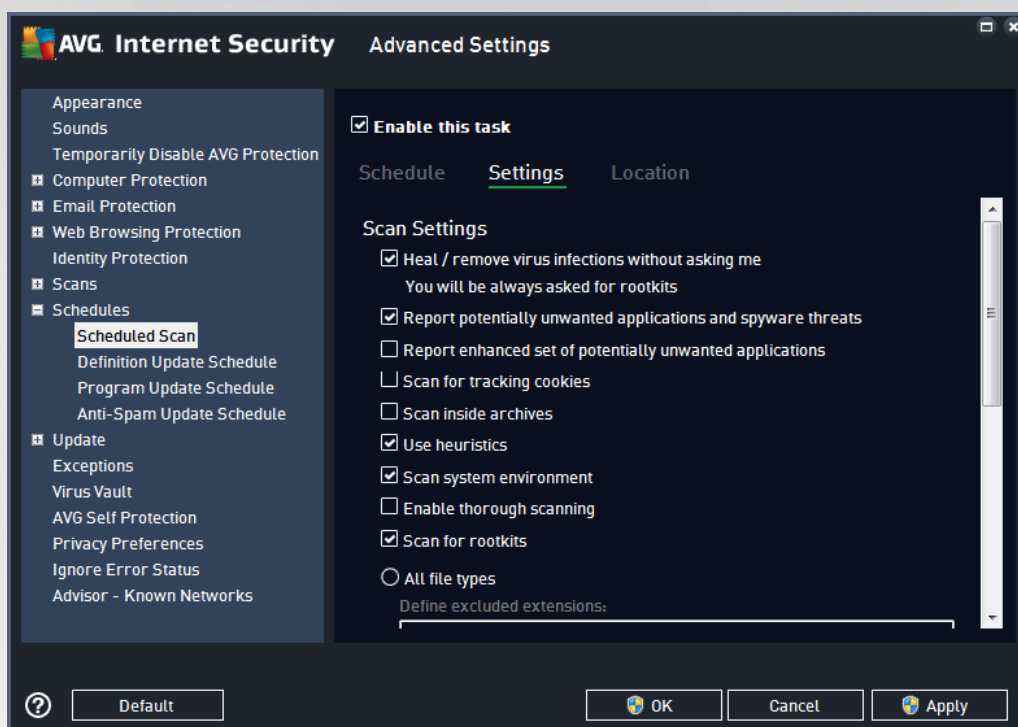 AVG. Internet Security Advanced Settings
Appearance
Sounds
Temporarily Disable AVG Protection
Computer Protection
Email Protection
Web Browsing Protection
Identity Protection
Scans
Schedules
Scheduled Scan
Definition Update Schedule
Program Update Schedule
Anti-Spam Update Schedule
Update
Exceptions
Virus Vault
AVG Self Protection
Privacy Preferences
Ignore Error Status
Advisor - Known Networks
Enable this task
Schedule Settings Location
Scan Settings
Heal / remove virus infections without asking me
You will be always asked for rootkits
Report potentially unwanted applications and spyware threats
Report enhanced set of potentially unwanted applications
Scan for tracking cookies
Scan inside archives
Use heuristics
Scan system environment
Enable thorough scanning
Scan for rootkits
All file types
Define excluded extensions:
? Default OK Cancel Apply